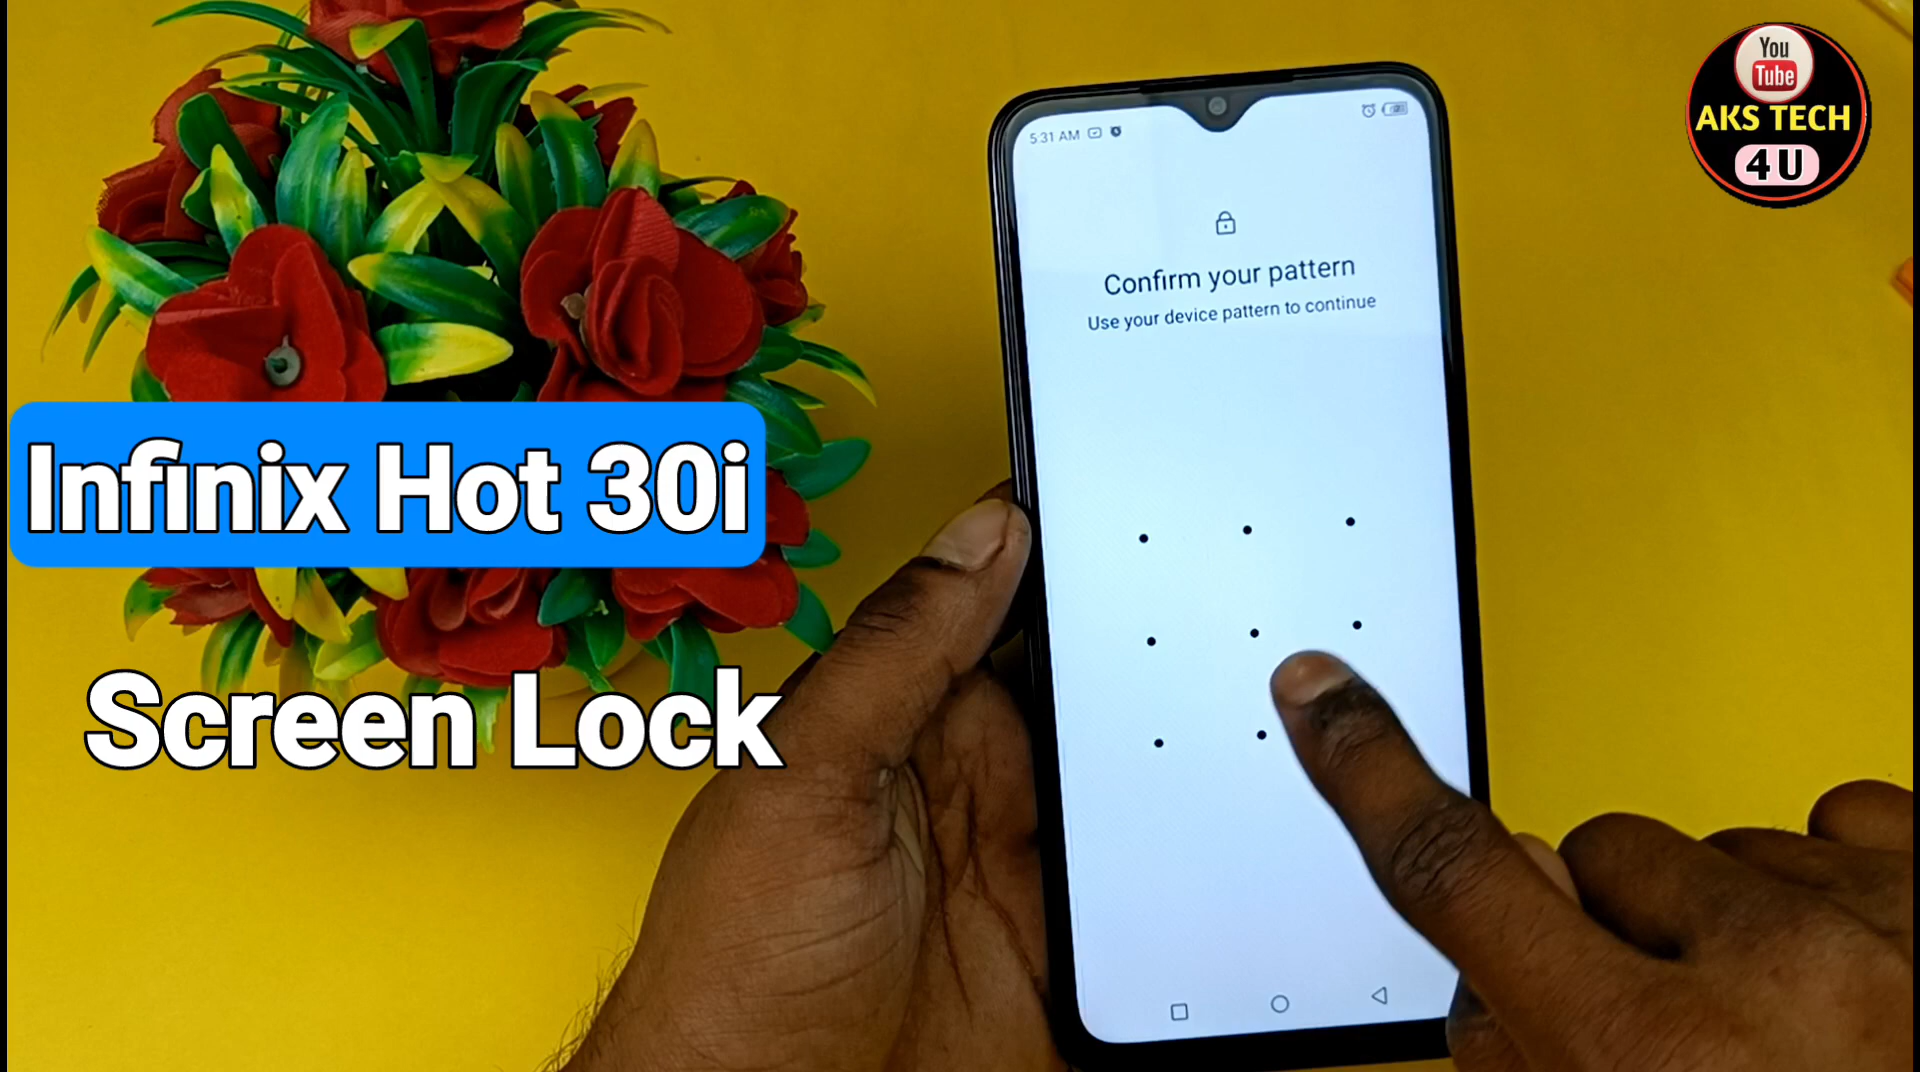 You
Tube
AKS TECH
4 U
5:31 AM
Confirm your pattern
Use your device pattern to continue
Infinix Hot 30i
Screen Lock